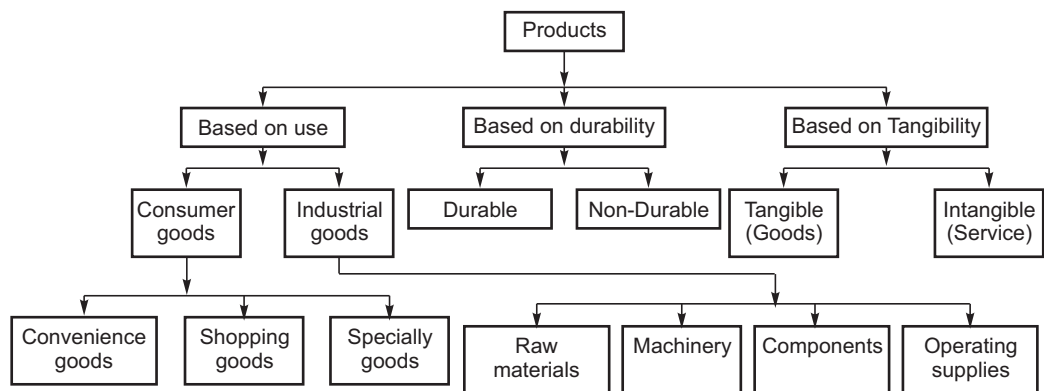 Products
Based on use
Based on durability
Based on Tangibility
Consumer
goods
Industrial
goods
Durable
Non-Durable
Tangible
(Goods)
Intangible
(Service)
Convenience
goods
Shopping
goods
Specially
goods
Raw
materials
Machinery
Components
Operating
supplies